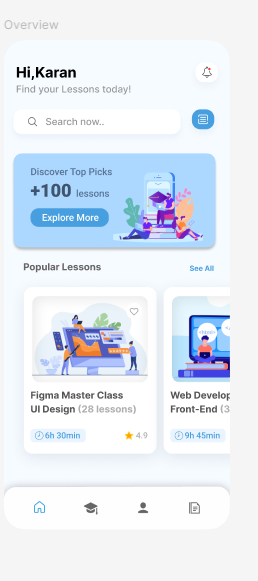 Overview
Hi,Karan
Find your Lessons today!
Search now..
Discover Top Picks
+100 lessons
Explore More
Popular Lessons
See All
Figma Master Class
UI Design (28 lessons)
6h 30min
4.9
Web Develop
Front-End (3
9h 45min